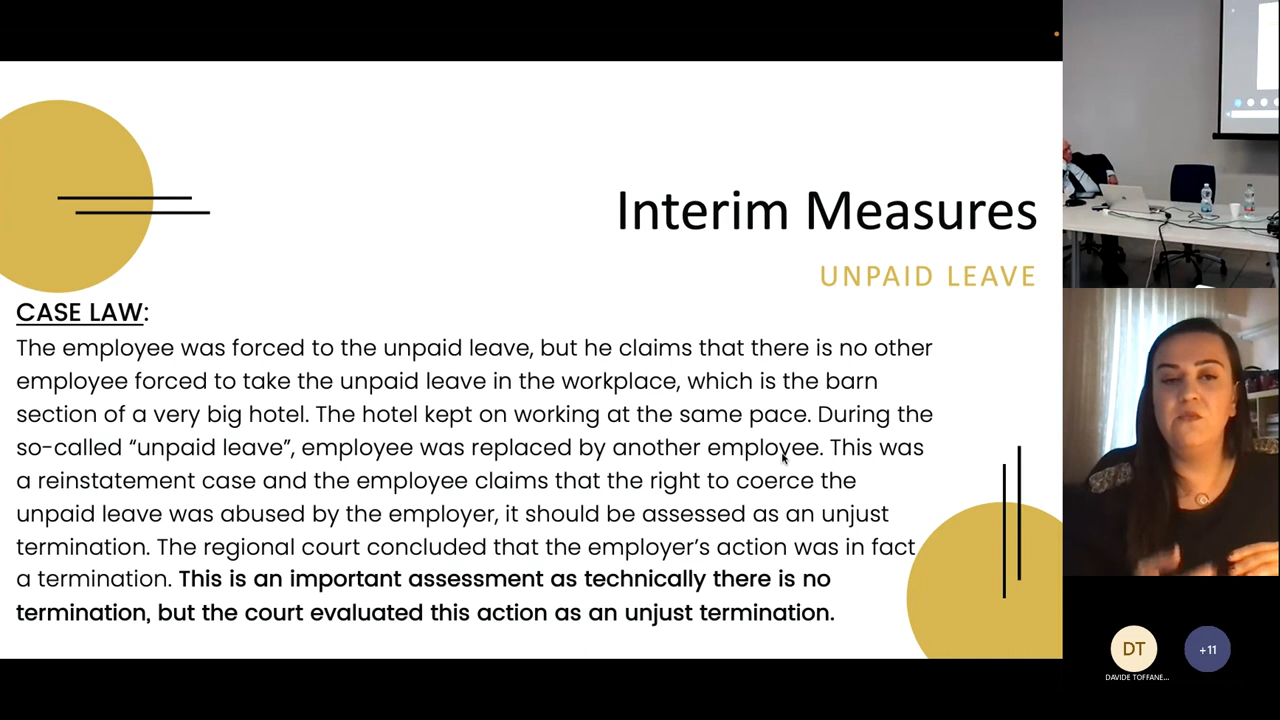 Interim Measures
UNPAID LEAVE
CASE LAW:
The employee was forced to the unpaid leave, but he claims that there is no other
employee forced to take the unpaid leave in the workplace, which is the barn
section of a very big hotel. The hotel kept on working at the same pace. During the
so-called “unpaid leave”, employee was replaced by another employee. This was
a reinstatement case and the employee claims that the right to coerce the
unpaid leave was abused by the employer, it should be assessed as an unjust
termination. The regional court concluded that the employer’s action was in fact
a termination. This is an important assessment as technically there is no
termination, but the court evaluated this action as an unjust termination.
DT
+11
DAVIDE TOFFANE...